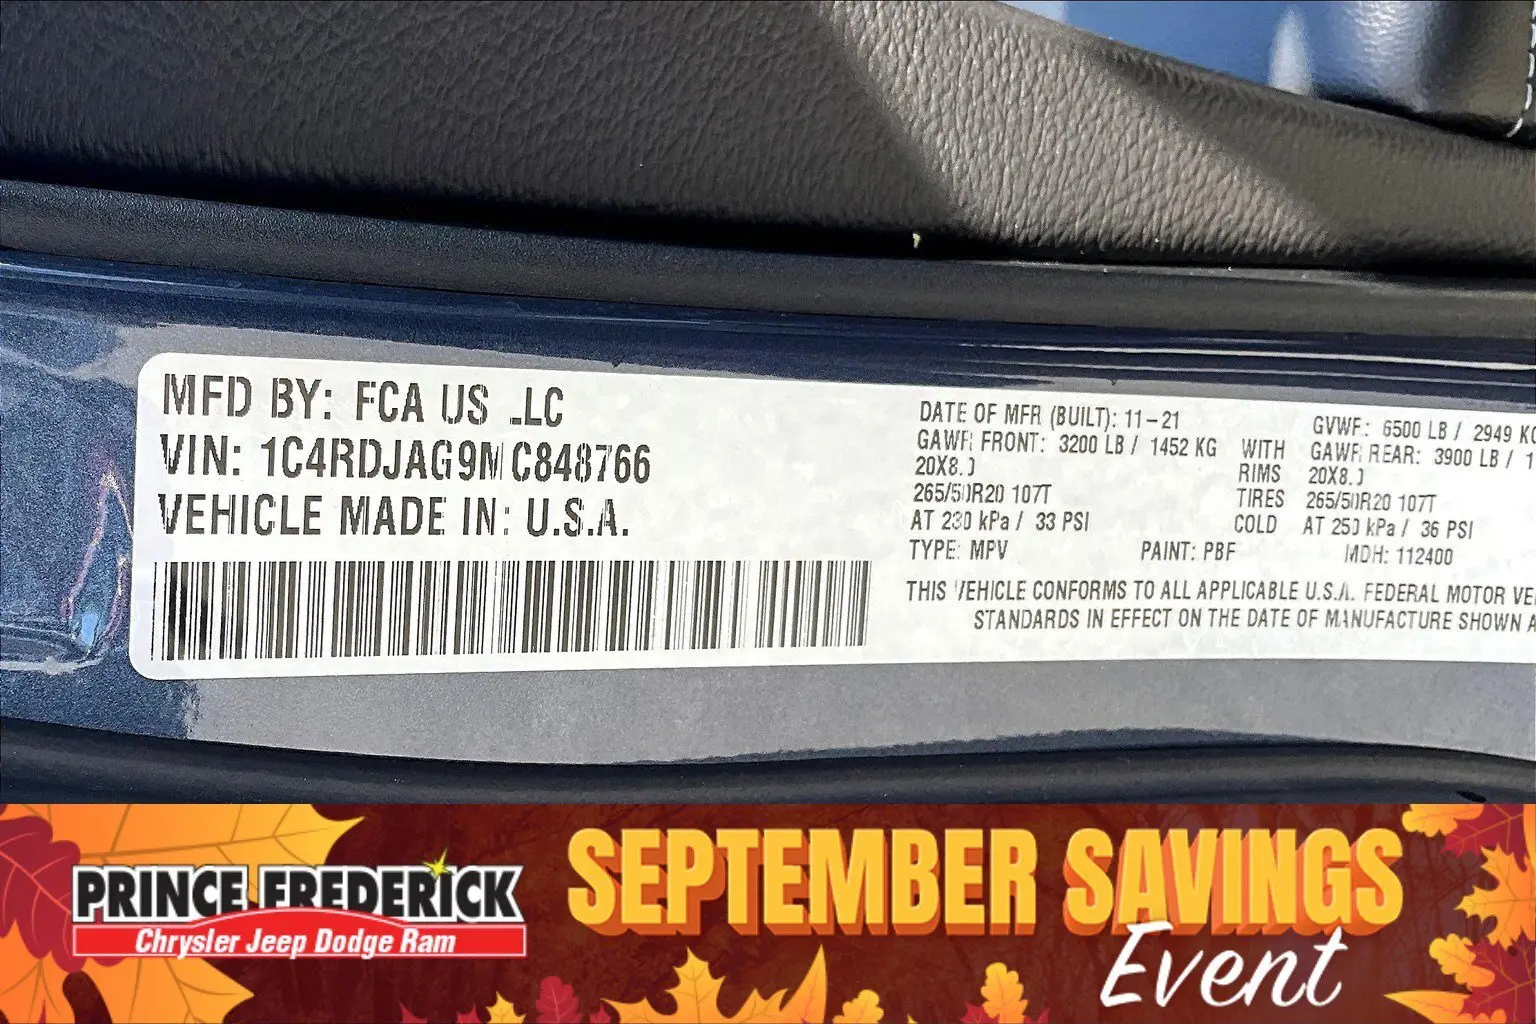 MFD BY: FCA US LLC
VIN: 1C4RDJAG9MC848766
VEHICLE MADE IN: U.S.A.
DATE OF MFR (BUILT): 11-21
GVWR: 6500 LB / 2949 KG
GAWR FRONT: 3200 LB / 1452 KG WITH GAWR REAR: 3900 LB / 1
20X8.0 RIMS 20X8.0
265/50R20 107T TIRES 265/50R20 107T
AT 230 kPa / 33 PSI COLD AT 250 kPa / 36 PSI
TYPE: MPV PAINT: PBF MDH: 112400
THIS VEHICLE CONFORMS TO ALL APPLICABLE U.S.A. FEDERAL MOTOR VE
STANDARDS IN EFFECT ON THE DATE OF MANUFACTURE SHOWN A
PRINCE FREDERICK
Chrysler Jeep Dodge Ram
SEPTEMBER SAVINGS
Event